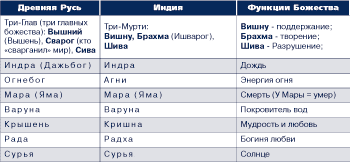 Древняя Русь Индия Функции Божества
Три-Глав (три главных
божества): Вышний
(Вышень), Сварог (кто
«сварганил» мир), Сива
Три-Мурти:
Вишну, Брахма (Ишварог),
Шива
Вишну - поддержание;
Брахма - творение;
Шива - Разрушение;
Индра (Дажьбог) Индра Дождь
Огнебог Агни Энергия огня
Мара (Яма) Мара (Яма) Смерть (У Мары = умер)
Варуна Варуна Покровитель вод
Крышень Кришна Мудрость и любовь
Рада Радха Богиня любви
Сурья Сурья Солнце